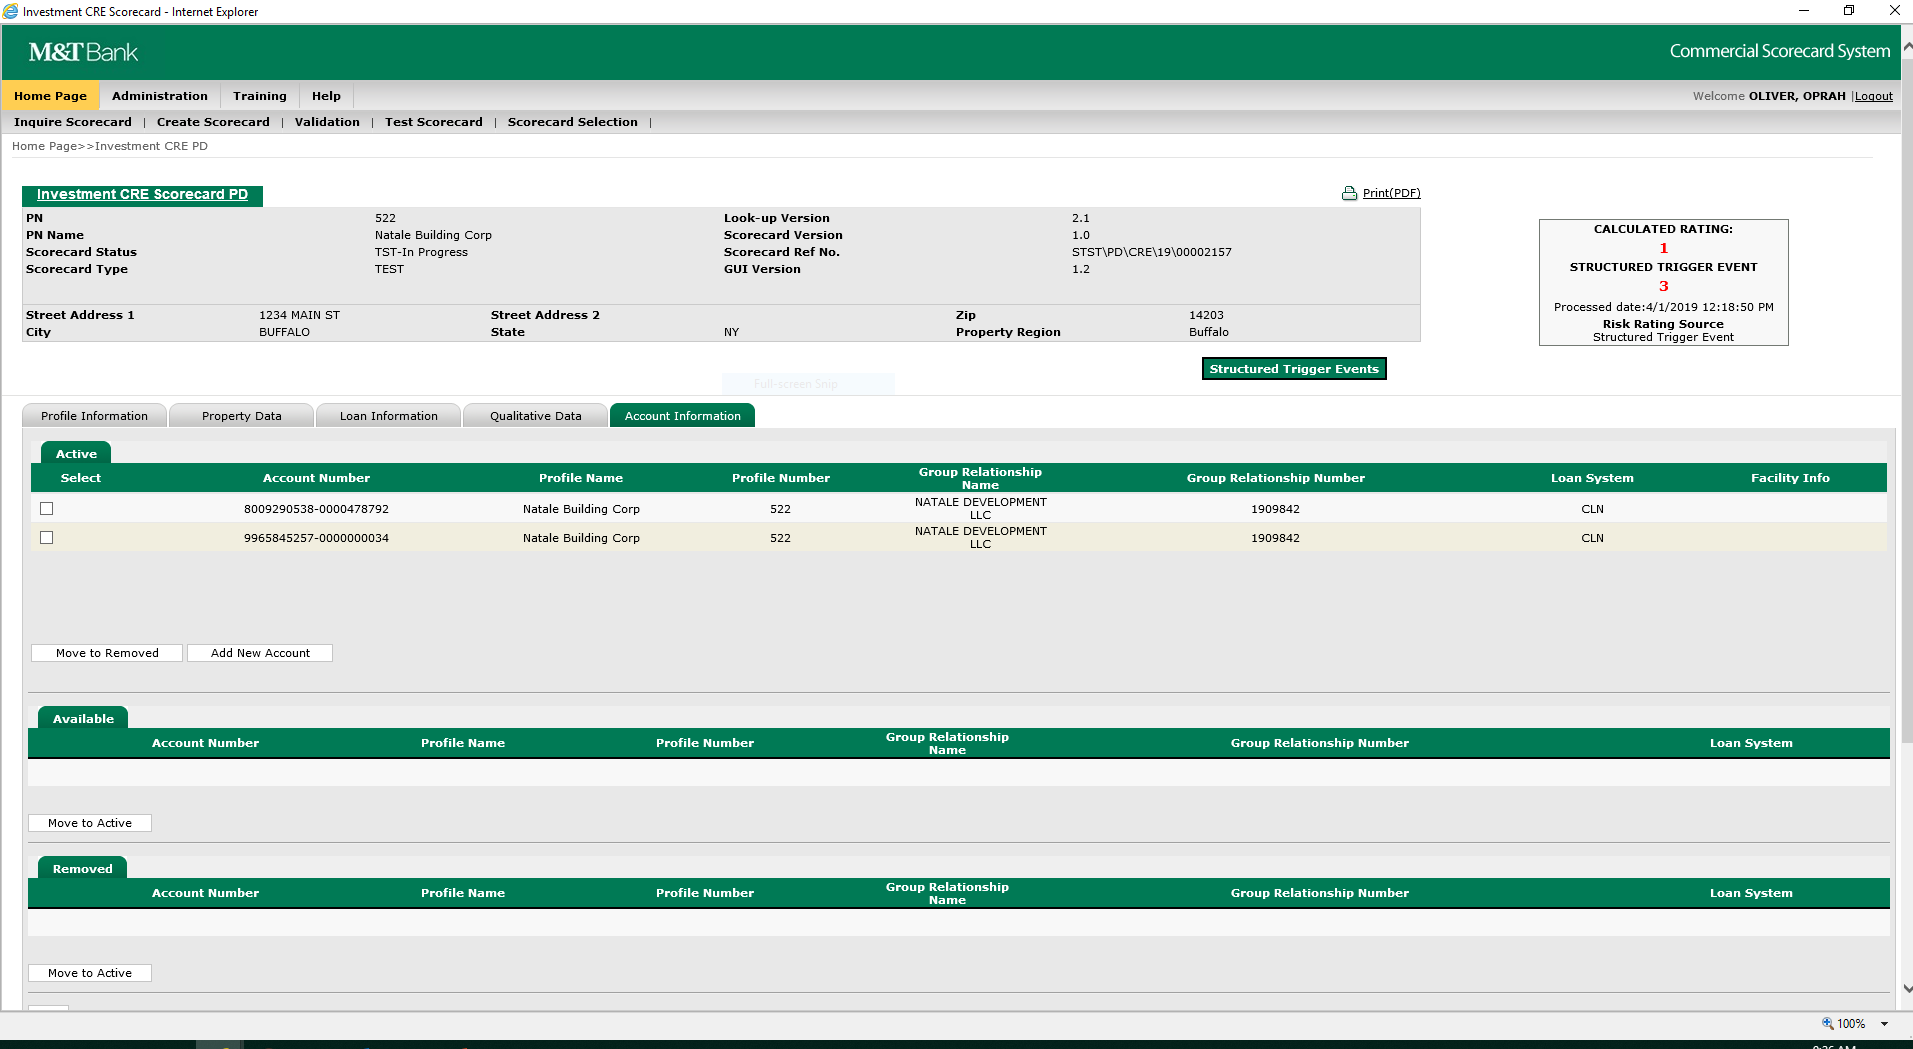 Investment CRE Scorecard - Internet Explorer
M&T Bank
Commercial Scorecard System
Home Page Administration Training Help
Welcome OLIVER, OPRAH |Logout
Inquire Scorecard | Create Scorecard | Validation | Test Scorecard | Scorecard Selection |
Home Page>>Investment CRE PD
Investment CRE Scorecard PD
Print(PDF)
PN 522 Look-up Version 2.1
PN Name Natale Building Corp Scorecard Version 1.0
Scorecard Status TST-In Progress Scorecard Ref No. STST\PD\CRE\19\00002157
Scorecard Type TEST GUI Version 1.2
Street Address 1 1234 MAIN ST Street Address 2 Zip 14203
City BUFFALO State NY Property Region Buffalo
CALCULATED RATING:
1
STRUCTURED TRIGGER EVENT
3
Processed date:4/1/2019 12:18:50 PM
Risk Rating Source
Structured Trigger Event
Structured Trigger Events
Full-screen Snip
Profile Information Property Data Loan Information Qualitative Data Account Information
Active
Select Account Number Profile Name Profile Number Group Relationship Name Group Relationship Number Loan System Facility Info
8009290538-0000478792 Natale Building Corp 522 NATALE DEVELOPMENT LLC 1909842 CLN
9965845257-0000000034 Natale Building Corp 522 NATALE DEVELOPMENT LLC 1909842 CLN
Move to Removed Add New Account
Available
Account Number Profile Name Profile Number Group Relationship Name Group Relationship Number Loan System
Move to Active
Removed
Account Number Profile Name Profile Number Group Relationship Name Group Relationship Number Loan System
Move to Active
100%